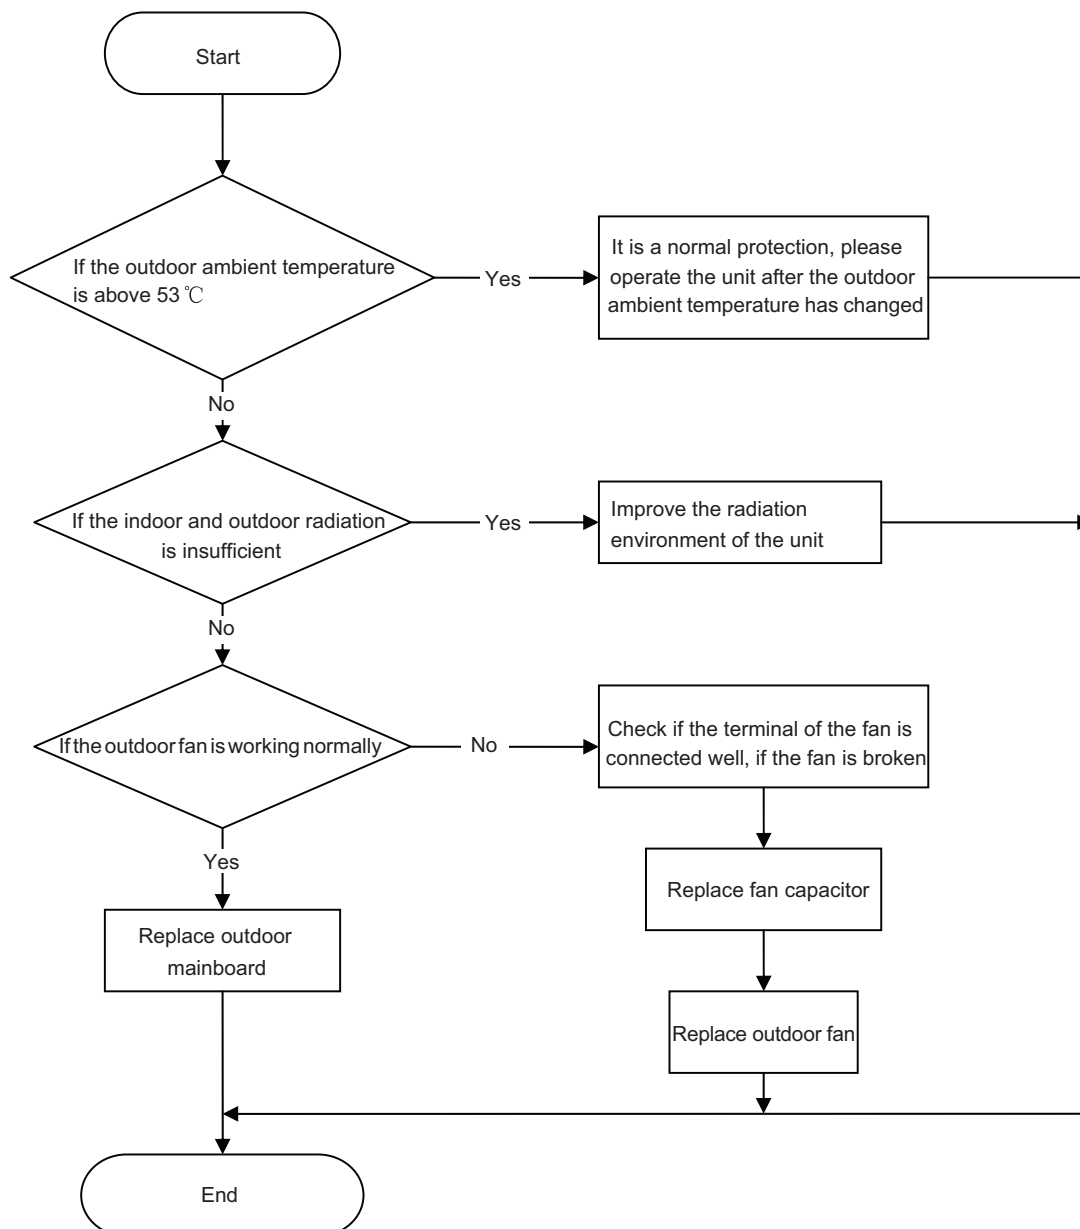 Start
If the outdoor ambient temperature
is above 53 ℃
Yes
It is a normal protection, please
operate the unit after the outdoor
ambient temperature has changed
No
If the indoor and outdoor radiation
is insufficient
Yes
Improve the radiation
environment of the unit
No
If the outdoor fan is working normally
No
Check if the terminal of the fan is
connected well, if the fan is broken
Yes
Replace fan capacitor
Replace outdoor
mainboard
Replace outdoor fan
End